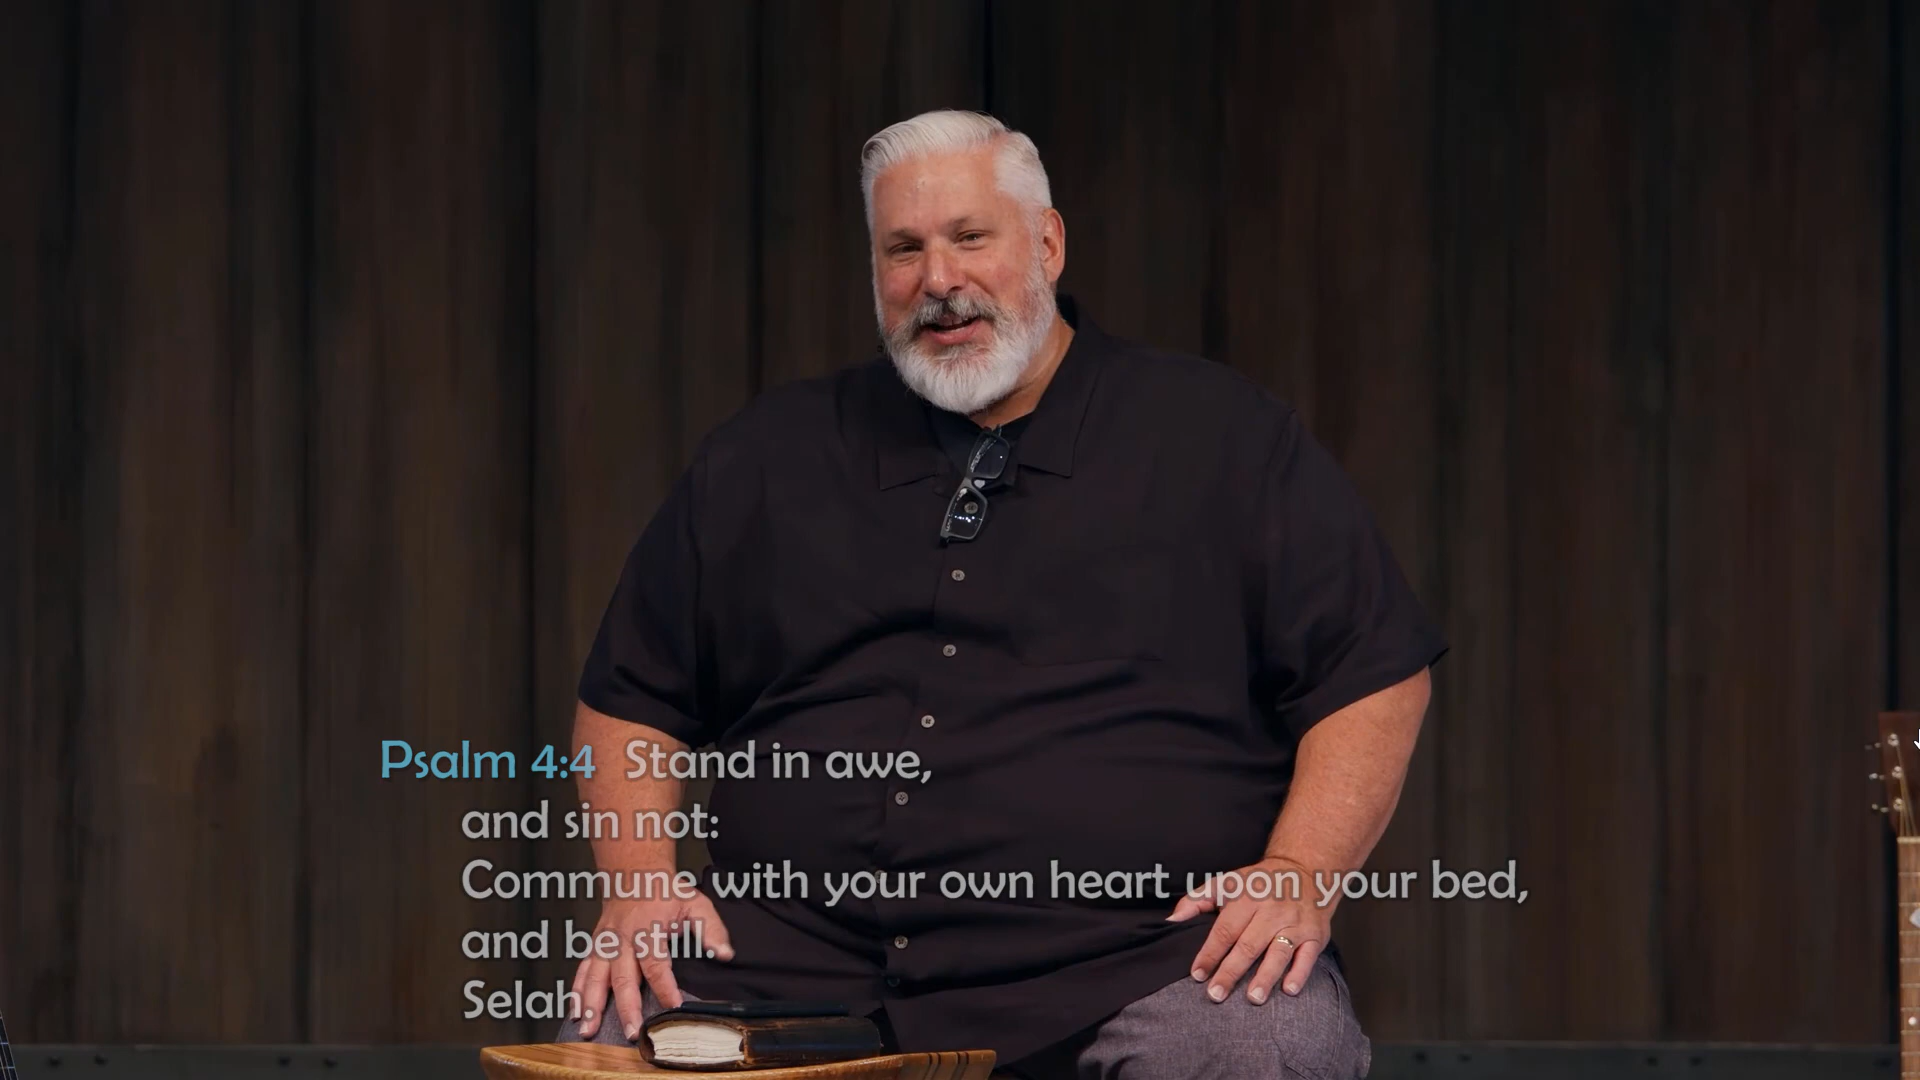 Psalm 4:4 Stand in awe,
and sin not:
Commune with your own heart upon your bed,
and be still.
Selah.